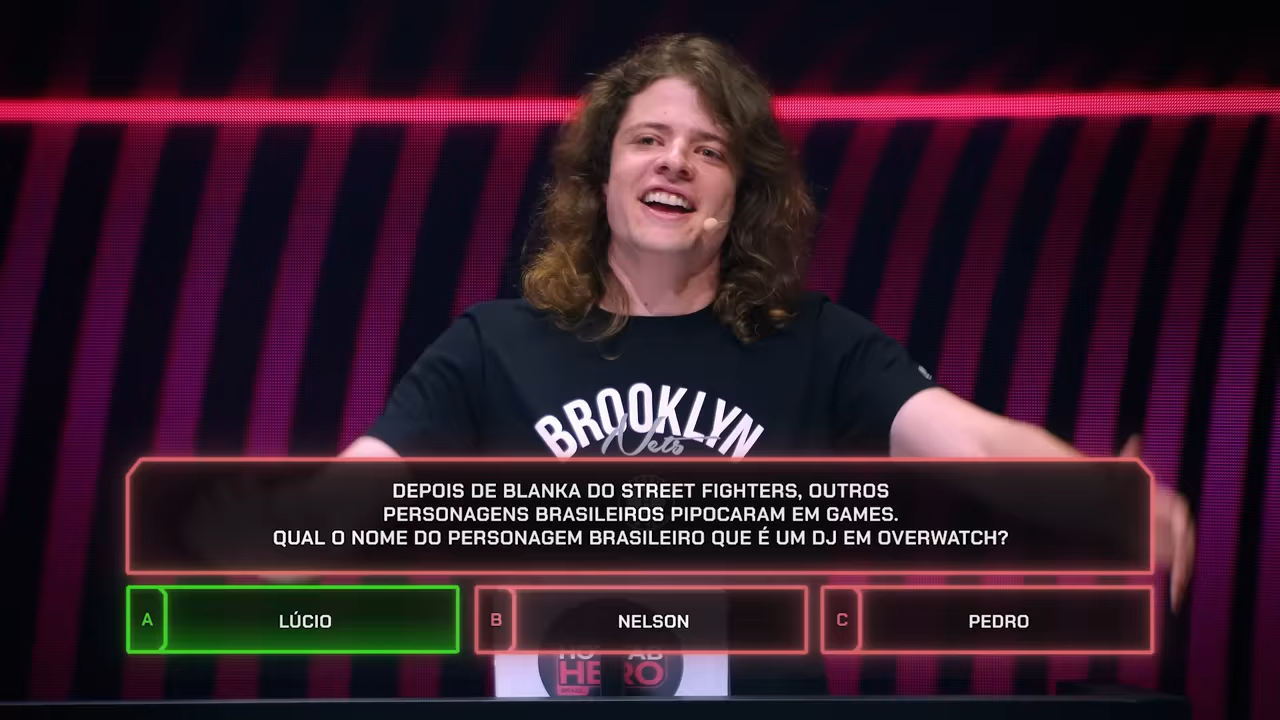 BROOKLYN
Nets
DEPOIS DE BLANKA DO STREET FIGHTERS, OUTROS
PERSONAGENS BRASILEIROS PIPOCARAM EM GAMES.
QUAL O NOME DO PERSONAGEM BRASILEIRO QUE É UM DJ EM OVERWATCH?
A LÚCIO
B NELSON
C PEDRO